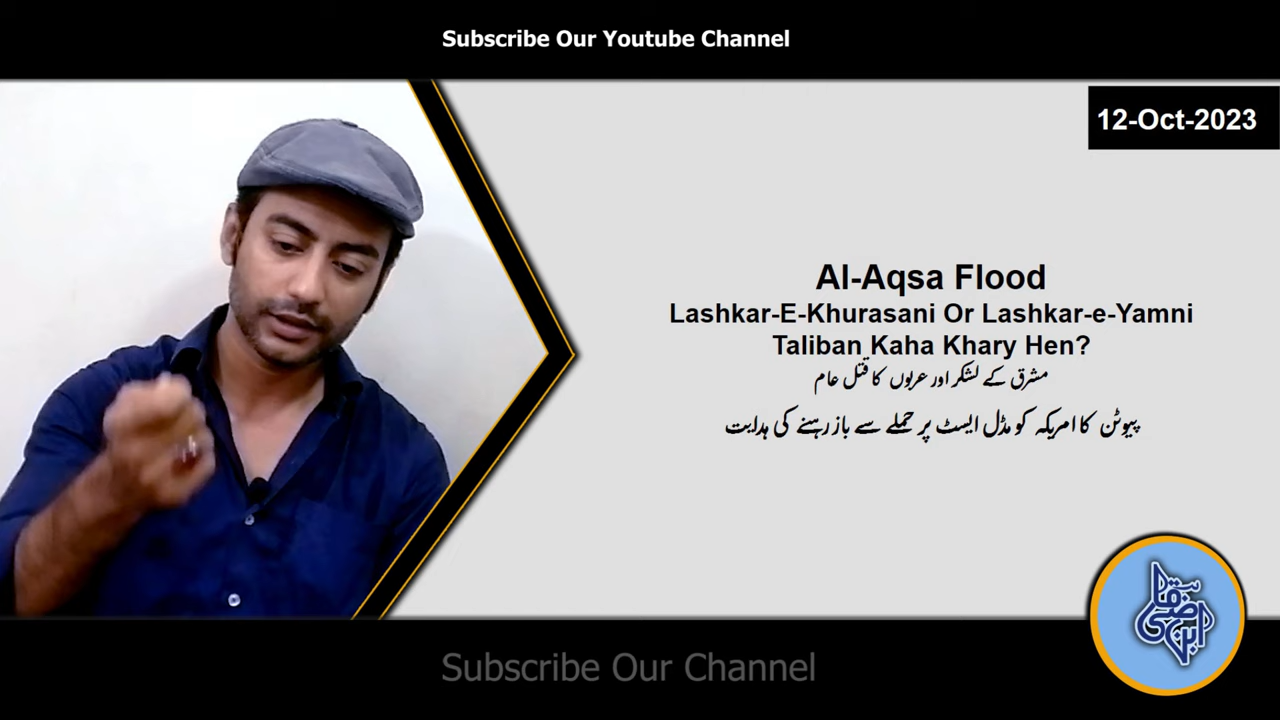 Subscribe Our Youtube Channel
12-Oct-2023
Al-Aqsa Flood
Lashkar-E-Khurasani Or Lashkar-e-Yamni
Taliban Kaha Khary Hen?
مشرق کے لشکر اور عربوں کا قتل عام
پیوٹن کا امریکہ کو مڈل ایسٹ پر حملے سے باز رہنے کی ہدایت
Subscribe Our Channel